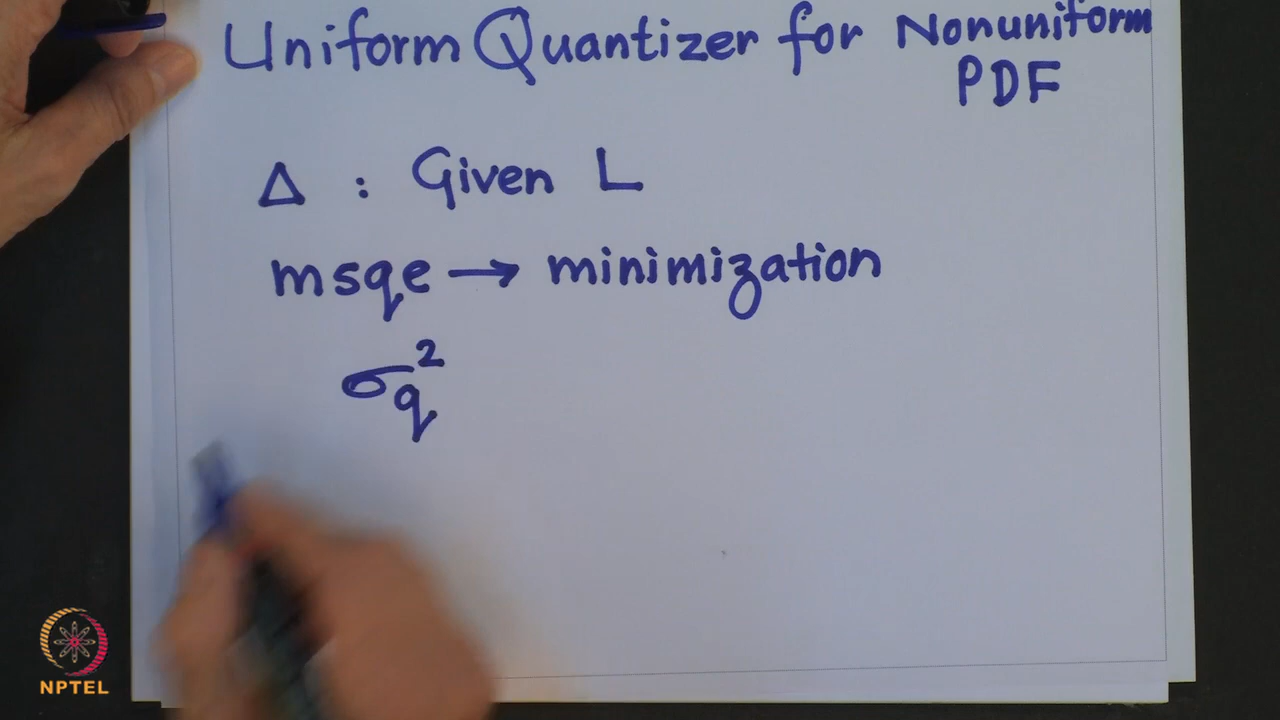 Uniform Quantizer for Nonuniform
PDF
Δ : Given L
msqe → minimization
σq²
NPTEL